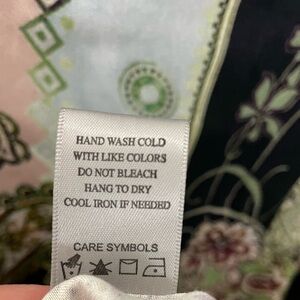 HAND WASH COLD
WITH LIKE COLORS
DO NOT BLEACH
HANG TO DRY
COOL IRON IF NEEDED
CARE SYMBOLS